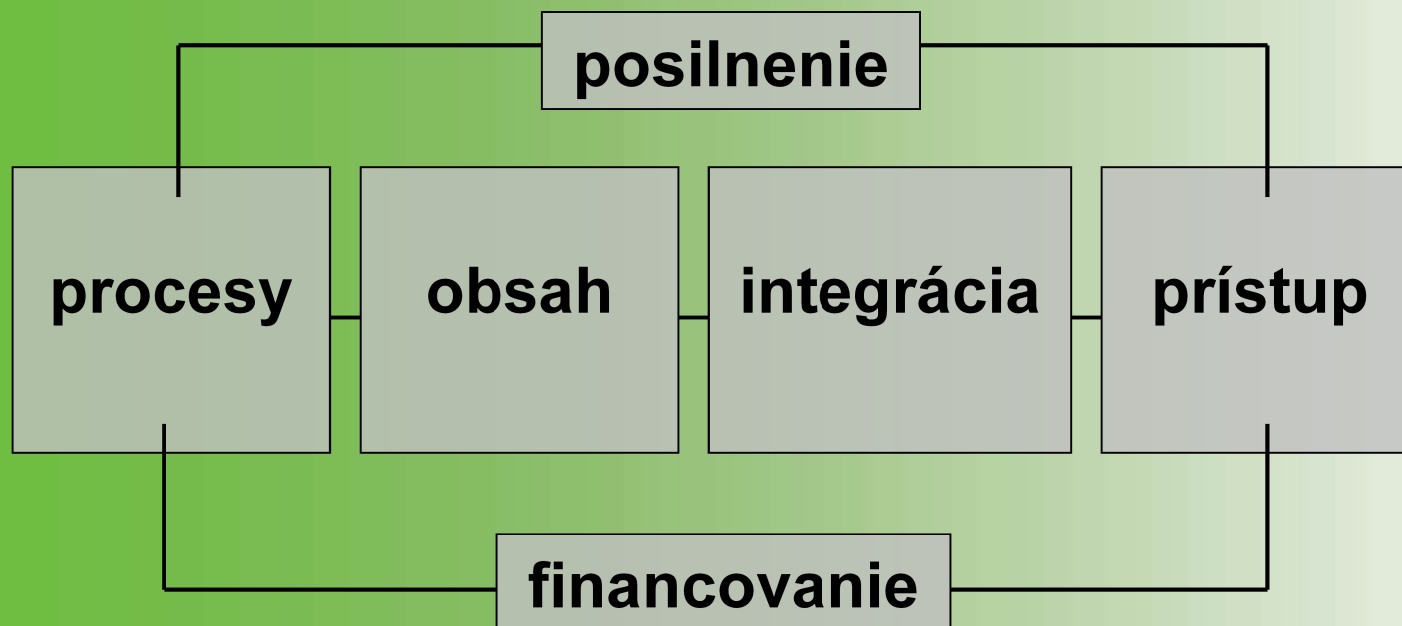 posilnenie
procesy
obsah
integrácia
prístup
financovanie